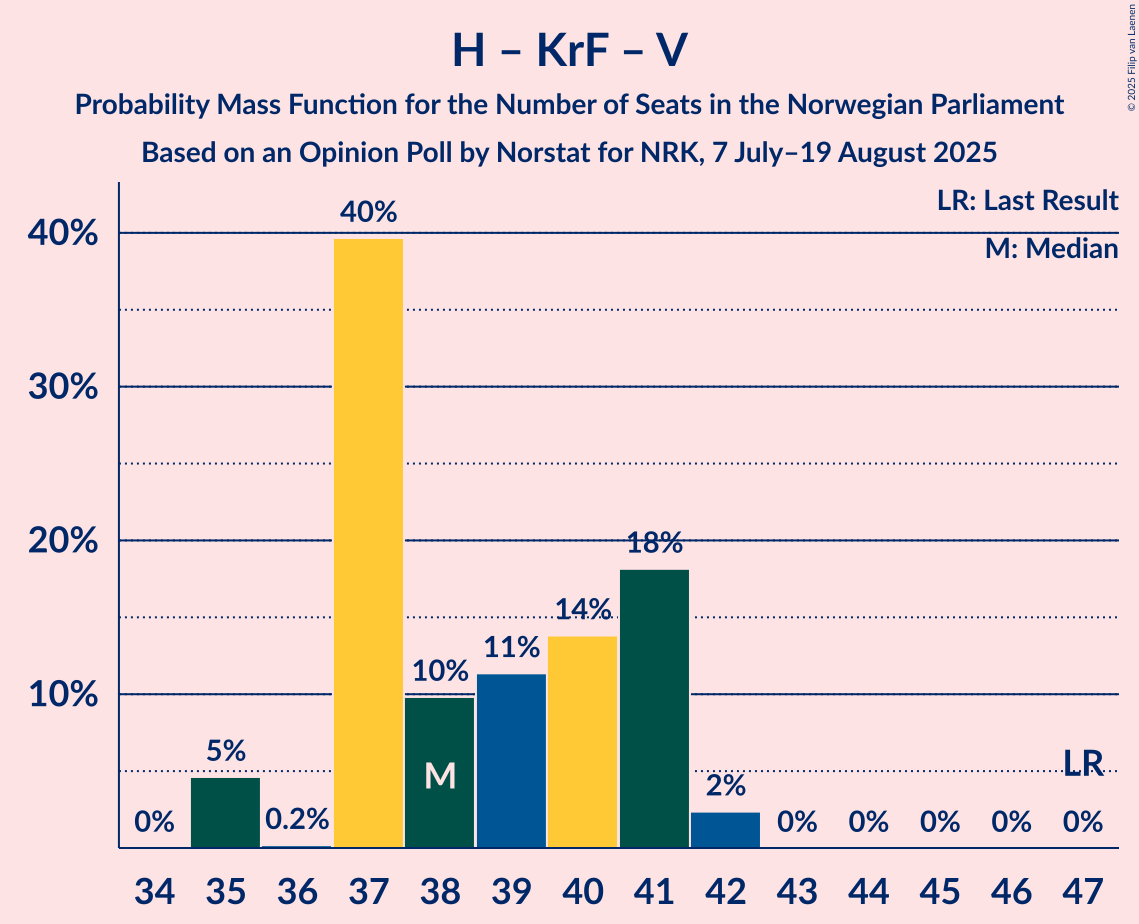 H – KrF – V
Probability Mass Function for the Number of Seats in the Norwegian Parliament
Based on an Opinion Poll by Norstat for NRK, 7 July–19 August 2025
© 2025 Filip van Laenen
LR: Last Result
M: Median
40%
30%
20%
10%
0%
5%
0.2%
40%
10%
11%
14%
18%
2%
0%
0%
0%
0%
0%
M
LR
34 35 36 37 38 39 40 41 42 43 44 45 46 47